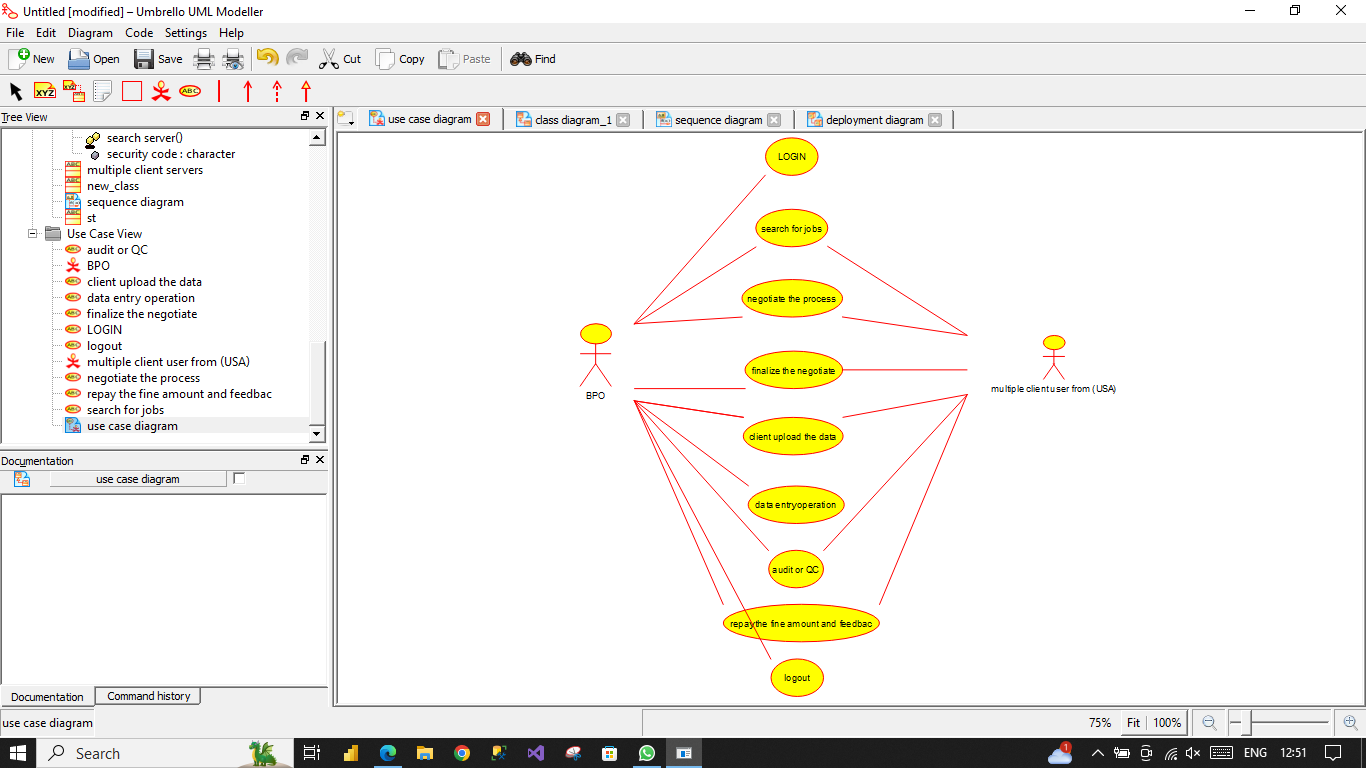 Untitled [modified] – Umbrello UML Modeller
File Edit Diagram Code Settings Help
New Open Save Cut Copy Paste Find
XYZ XYZ ABC
Tree View
use case diagram class diagram_1 sequence diagram deployment diagram
search server()
security code : character
multiple client servers
new_class
sequence diagram
st
Use Case View
audit or QC
BPO
client upload the data
data entry operation
finalize the negotiate
LOGIN
logout
multiple client user from (USA)
negotiate the process
repay the fine amount and feedbac
search for jobs
use case diagram
Documentation
use case diagram
Documentation Command history
LOGIN
search for jobs
negotiate the process
finalize the negotiate
BPO
multiple client user from (USA)
client upload the data
data entryoperation
audit or QC
repaythe fine amount and feedbac
logout
use case diagram
75% Fit 100%
Search
1
ENG 12:51